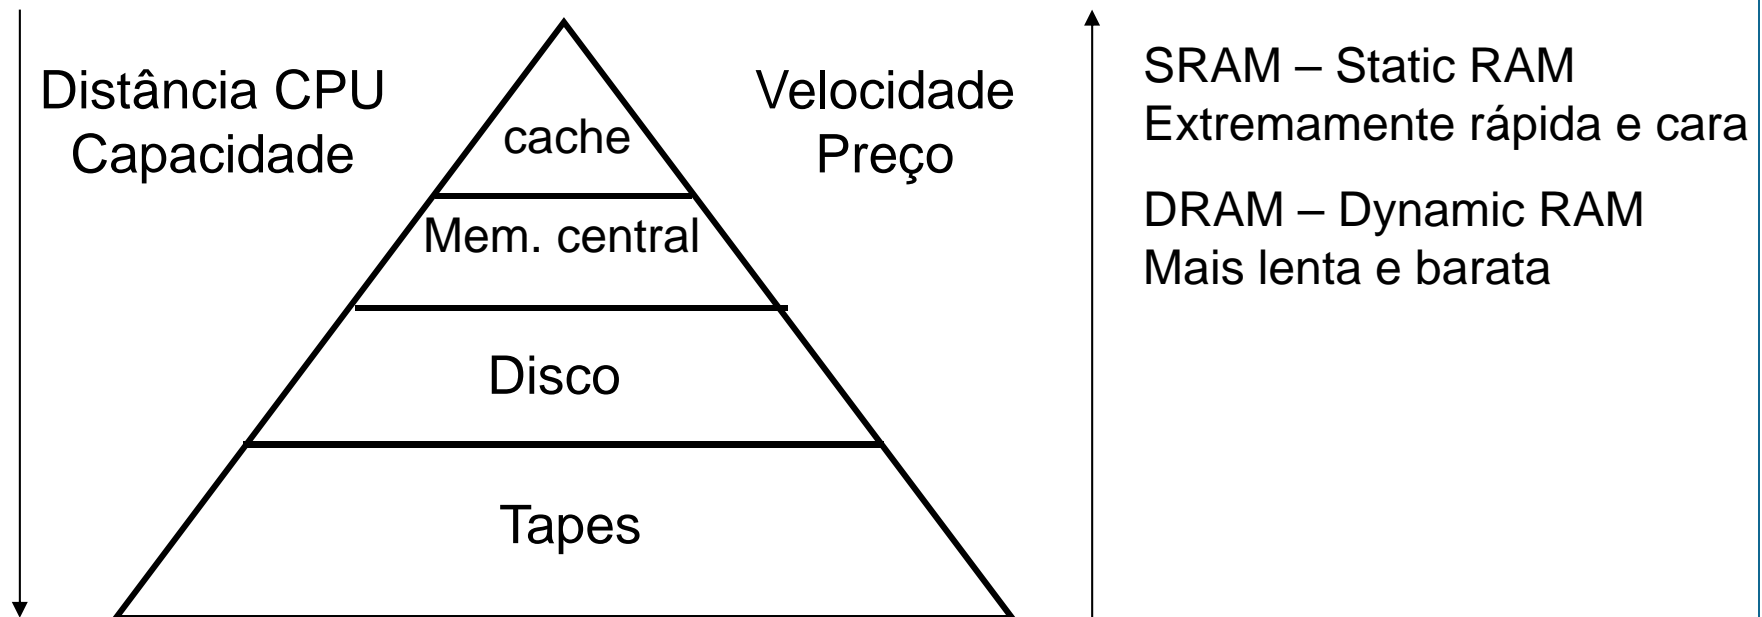 Distância CPU
Capacidade
cache
Mem. central
Disco
Tapes
Velocidade
Preço
SRAM – Static RAM
Extremamente rápida e cara
DRAM – Dynamic RAM
Mais lenta e barata